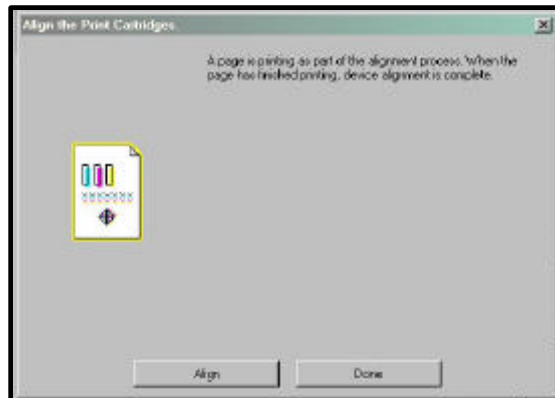 Align the Print Cartridges
A page is printing as part of the alignment process. When the
page has finished printing, device alignment is complete.
Align
Done